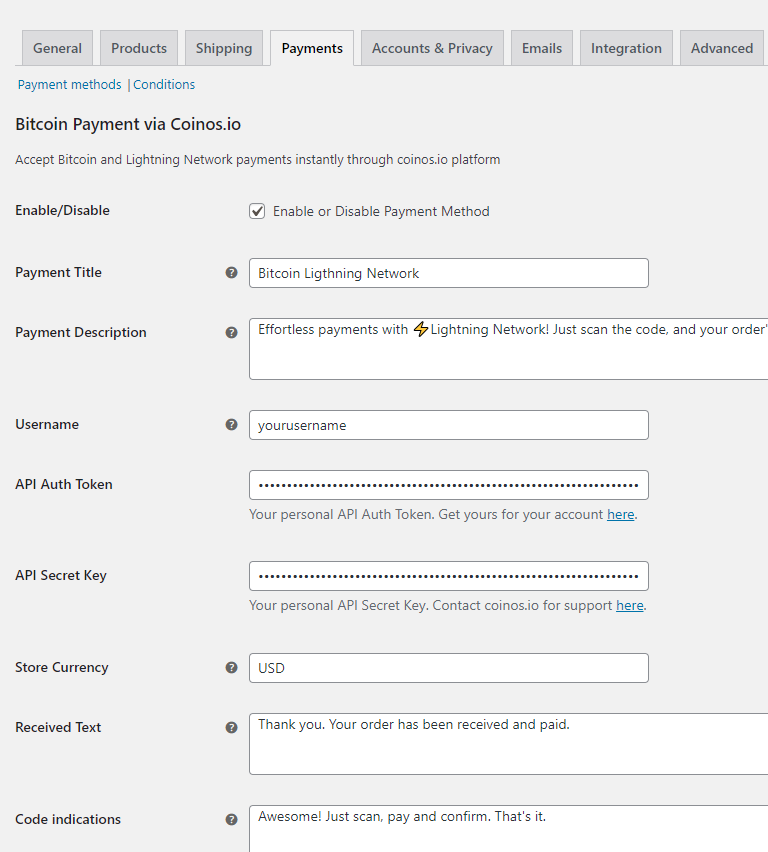 General Products Shipping Payments Accounts & Privacy Emails Integration Advanced
Payment methods | Conditions
Bitcoin Payment via Coinos.io
Accept Bitcoin and Lightning Network payments instantly through coinos.io platform
Enable/Disable Enable or Disable Payment Method
Payment Title ? Bitcoin Ligthning Network
Payment Description ? Effortless payments with ⚡Lightning Network! Just scan the code, and your order'
Username ? yourusername
API Auth Token
Your personal API Auth Token. Get yours for your account here.
API Secret Key
Your personal API Secret Key. Contact coinos.io for support here.
Store Currency ? USD
Received Text ? Thank you. Your order has been received and paid.
Code indications ? Awesome! Just scan, pay and confirm. That's it.